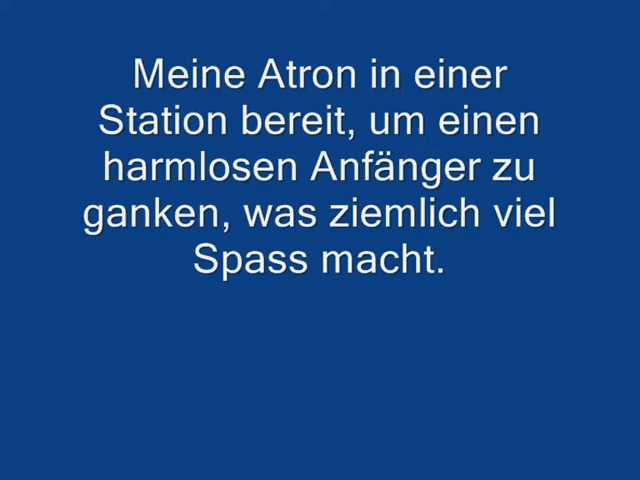 Meine Atron in einer
Station bereit, um einen
harmlosen Anfänger zu
ganken, was ziemlich viel
Spass macht.